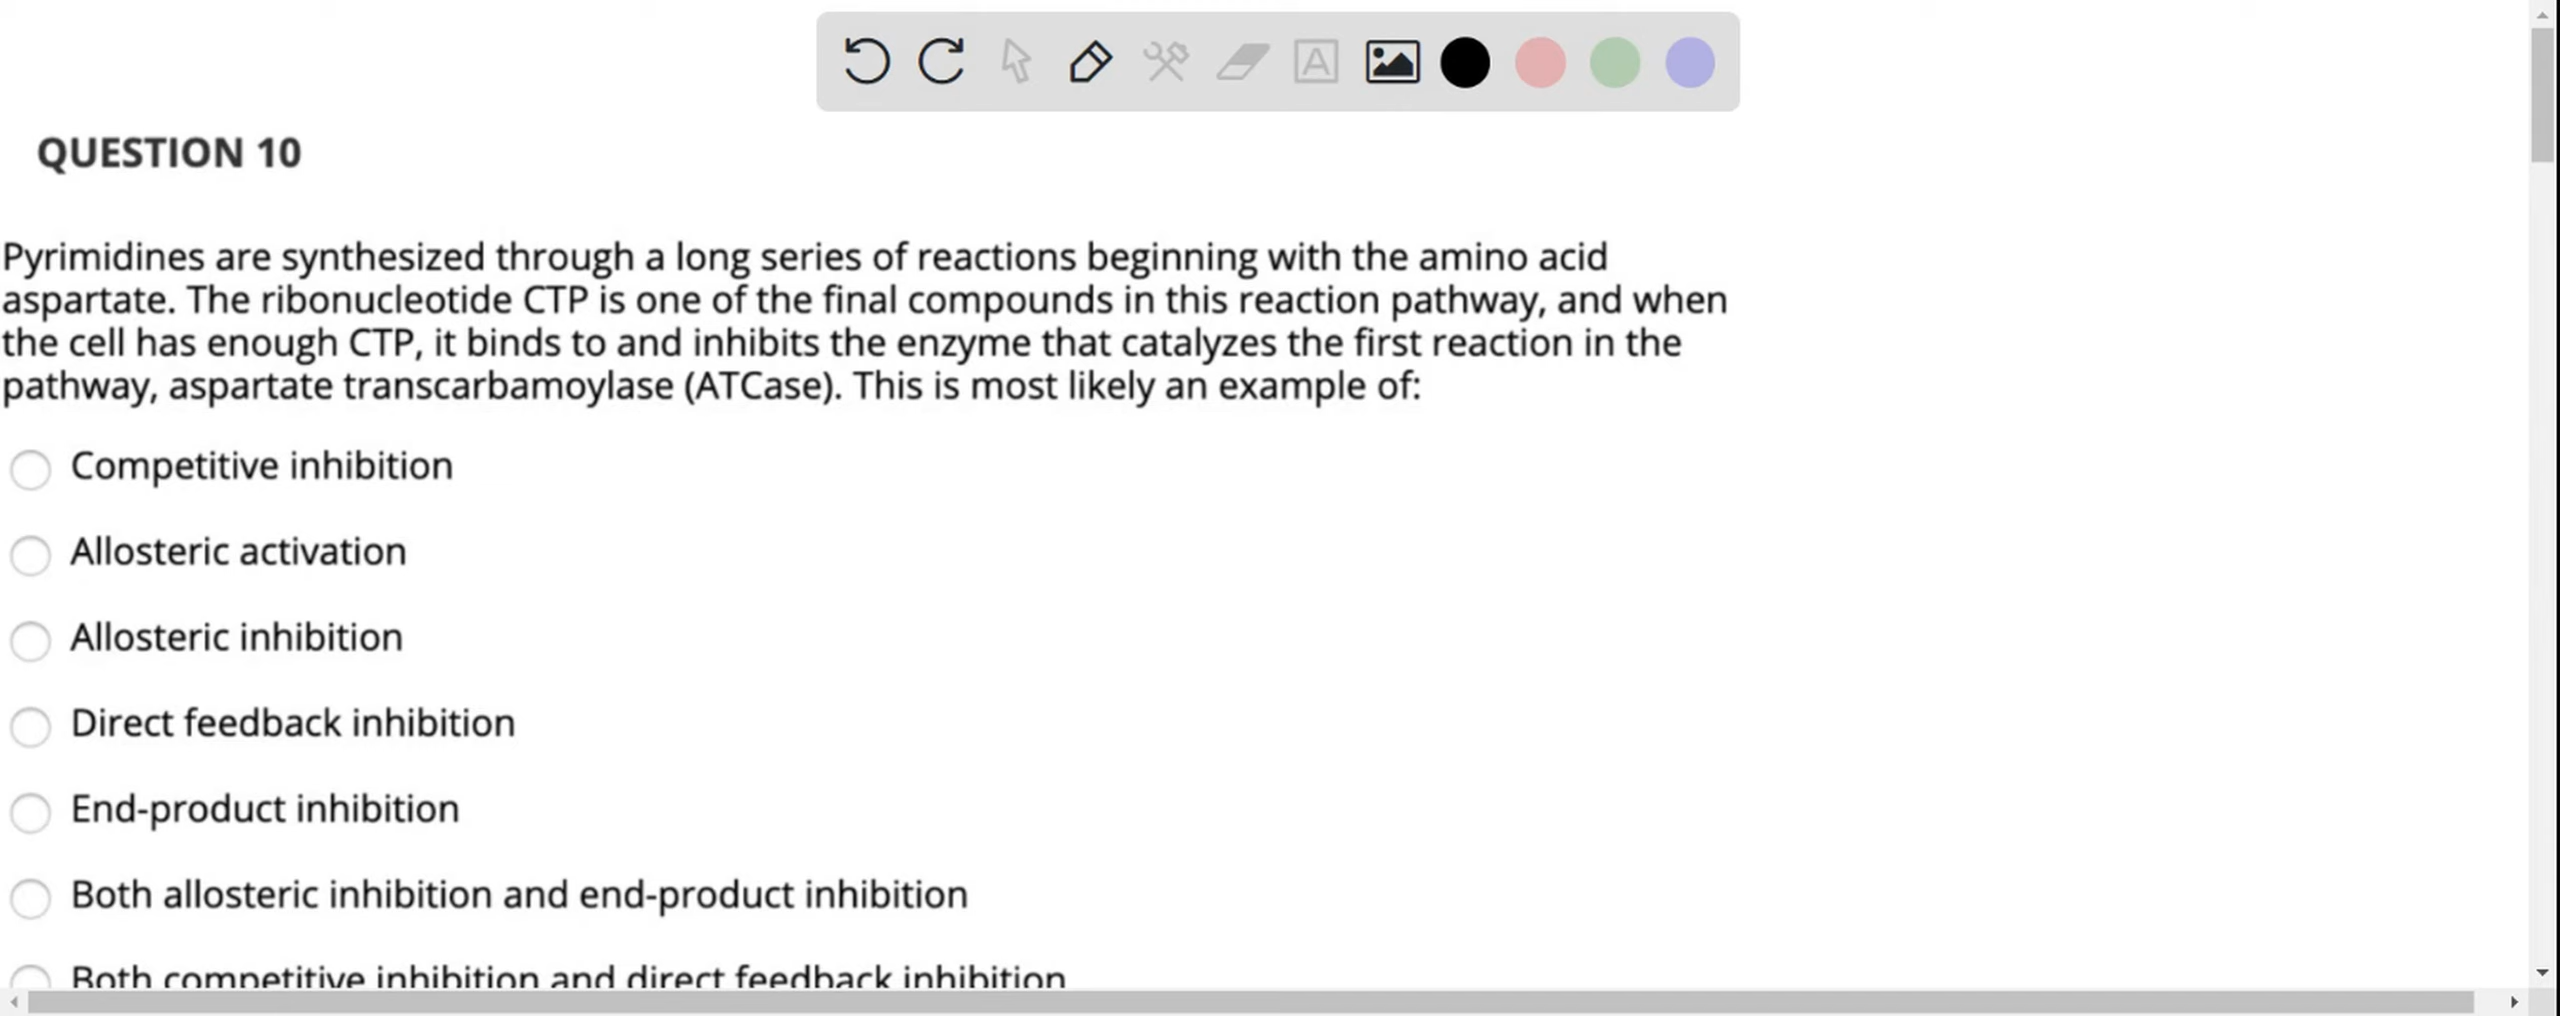 A
QUESTION 10
Pyrimidines are synthesized through a long series of reactions beginning with the amino acid
aspartate. The ribonucleotide CTP is one of the final compounds in this reaction pathway, and when
the cell has enough CTP, it binds to and inhibits the enzyme that catalyzes the first reaction in the
pathway, aspartate transcarbamoylase (ATCase). This is most likely an example of:
Competitive inhibition
Allosteric activation
Allosteric inhibition
Direct feedback inhibition
End-product inhibition
Both allosteric inhibition and end-product inhibition
Both competitive inhibition and direct feedback inhibition